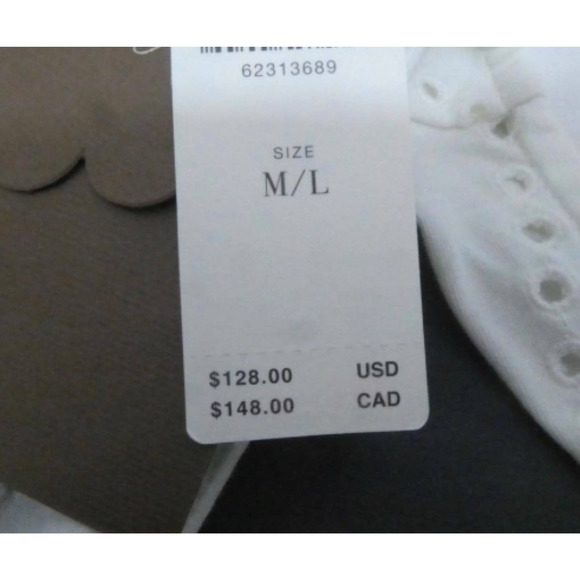 62313689
SIZE
M/L
$128.00 USD
$148.00 CAD